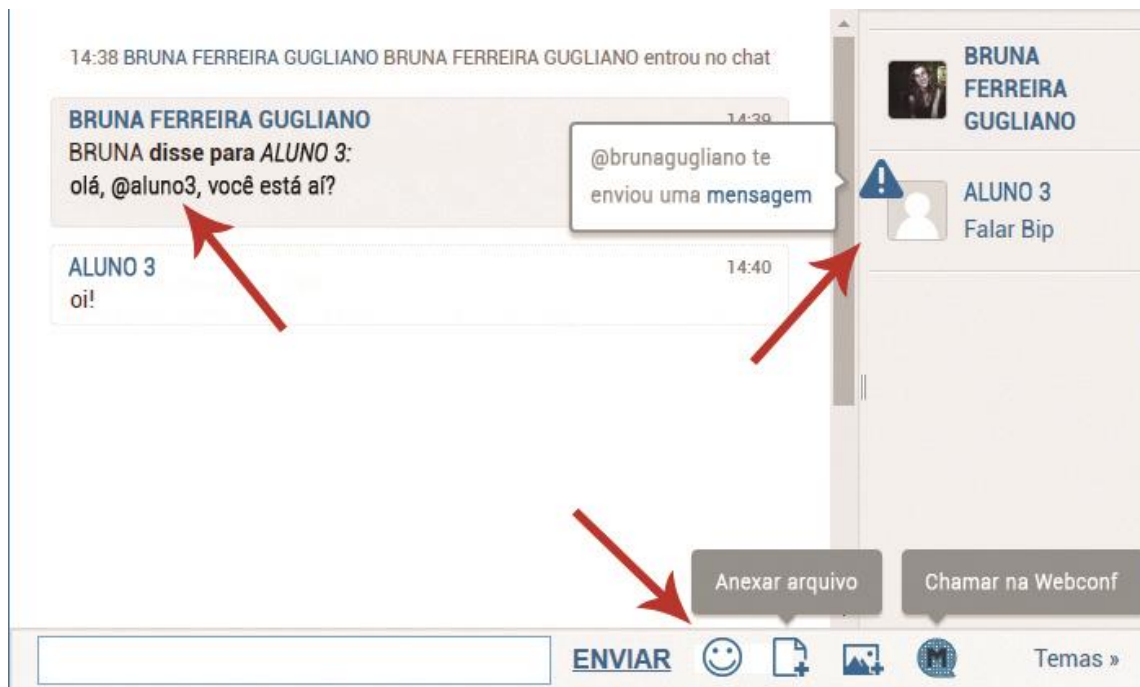 14:38 BRUNA FERREIRA GUGLIANO BRUNA FERREIRA GUGLIANO entrou no chat
BRUNA FERREIRA GUGLIANO
14:39
BRUNA disse para ALUNO 3:
olá, @aluno3, você está aí?
ALUNO 3
14:40
oi!
@brunagugliano te
enviou uma mensagem
BRUNA
FERREIRA
GUGLIANO
ALUNO 3
Falar Bip
Anexar arquivo
Chamar na Webconf
ENVIAR
M
Temas »